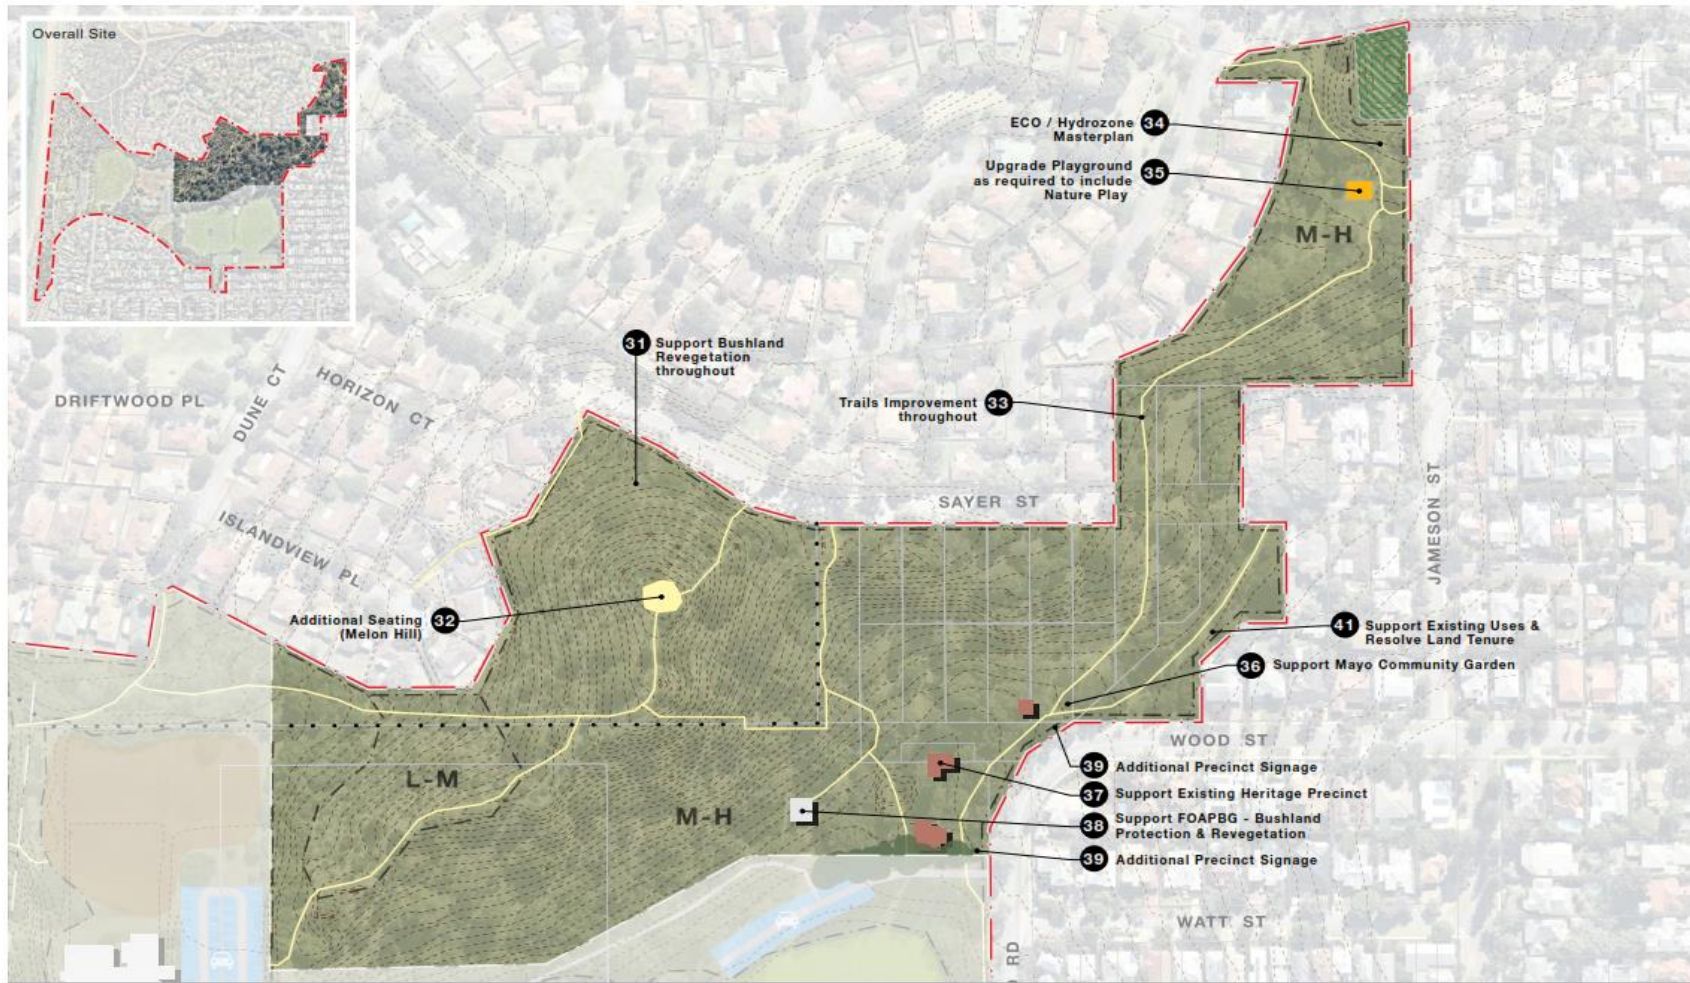 Overall Site
ECO / Hydrozone
Masterplan
34
Upgrade Playground
as required to include
Nature Play
35
M-H
31
Support Bushland
Revegetation
throughout
DRIFTWOOD PL
DUNE CT
HORIZON CT
Trails Improvement
throughout
33
SAYER ST
JAMESON ST
ISLANDVIEW PL
Additional Seating
(Melon Hill)
32
41
Support Existing Uses &
Resolve Land Tenure
36
Support Mayo Community Garden
WOOD ST
L-M
M-H
39
Additional Precinct Signage
37
Support Existing Heritage Precinct
38
Support FOAPBG - Bushland
Protection & Revegetation
39
Additional Precinct Signage
WATT ST
RD